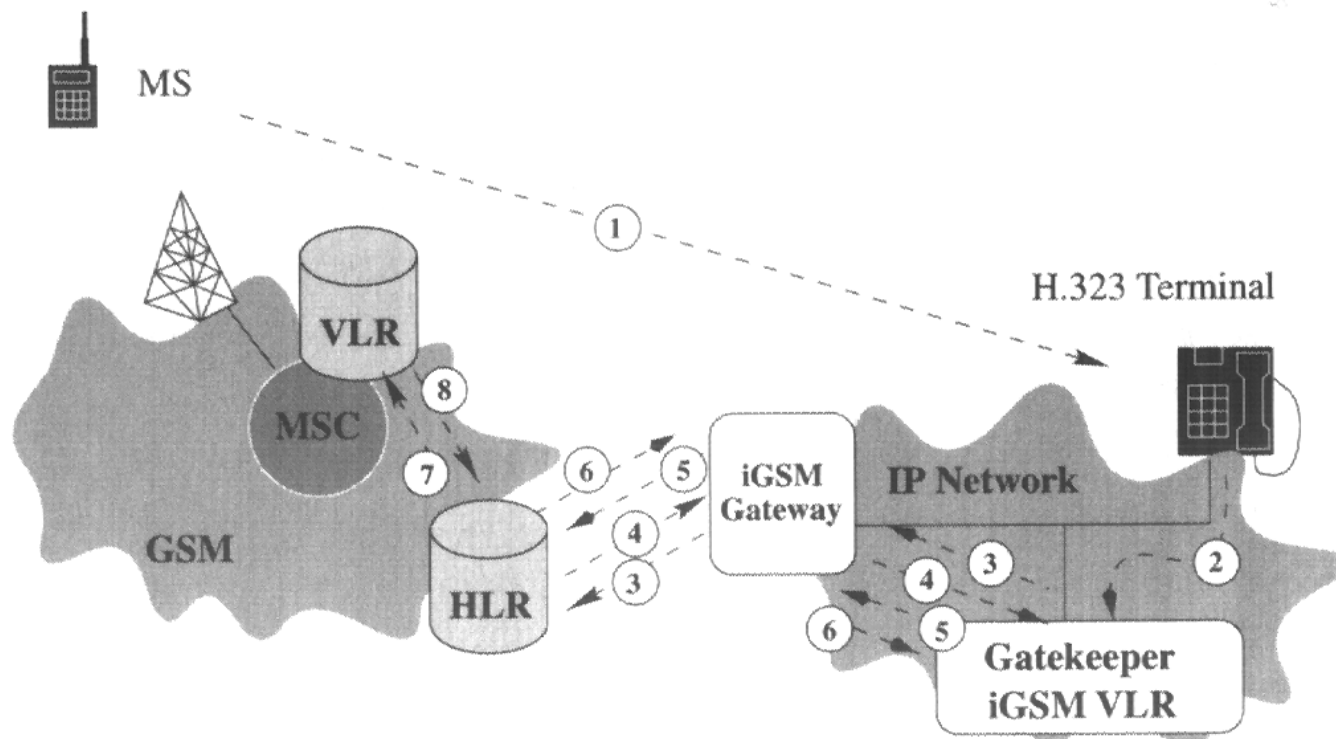 MS
1
H.323 Terminal
VLR
8
MSC
7
6
5
iGSM
Gateway
IP Network
GSM
4
3
HLR
3
4
2
5
6
Gatekeeper
iGSM VLR